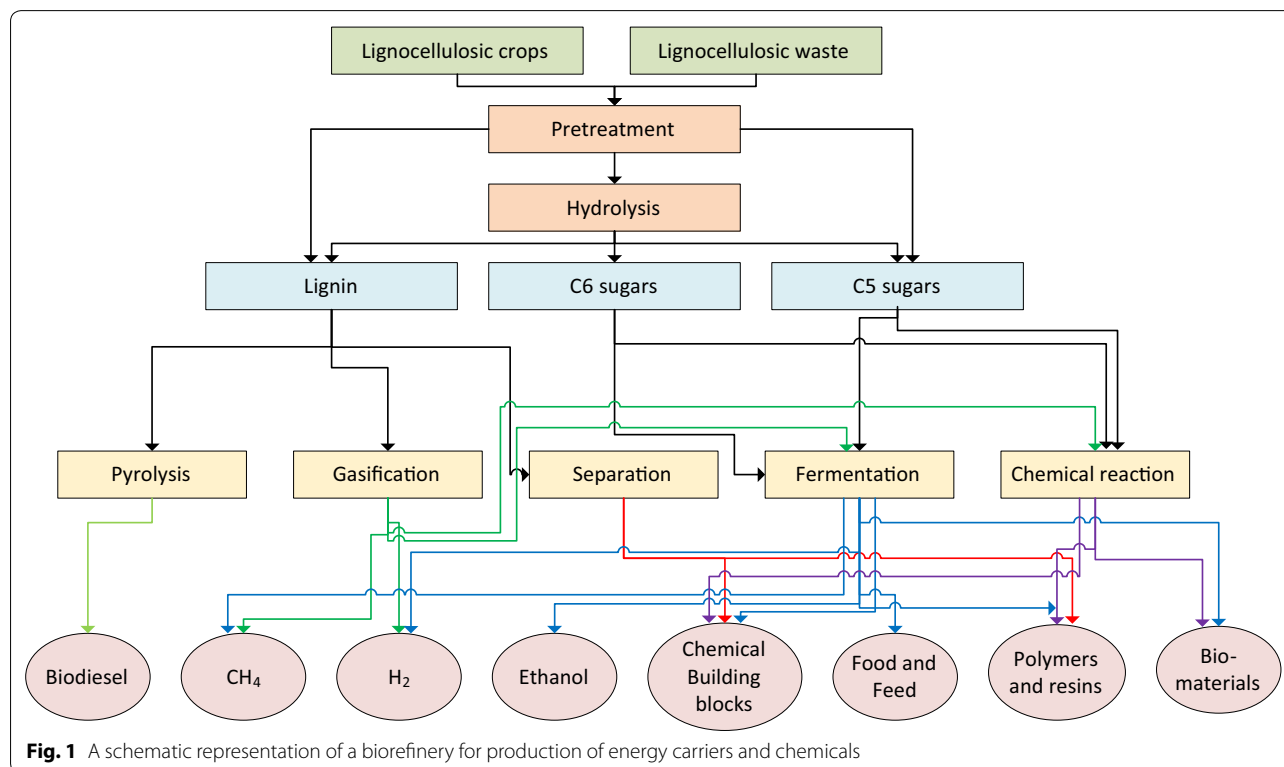 Lignocellulosic crops
Lignocellulosic waste
Pretreatment
Hydrolysis
Lignin
C6 sugars
C5 sugars
Pyrolysis
Gasification
Separation
Fermentation
Chemical reaction
Biodiesel
CH₄
H₂
Ethanol
Chemical
Building
blocks
Food and
Feed
Polymers
and resins
Bio-
materials
Fig. 1 A schematic representation of a biorefinery for production of energy carriers and chemicals